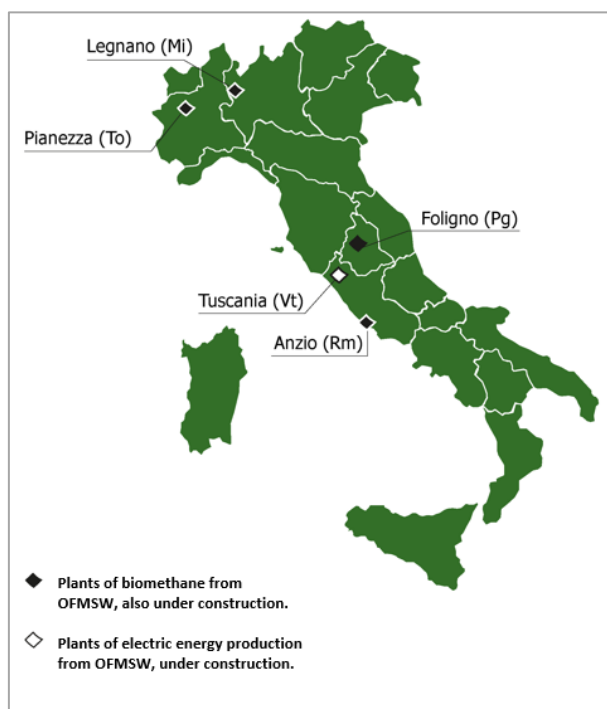 Legnano (Mi)
Pianezza (To)
Foligno (Pg)
Tuscania (Vt)
Anzio (Rm)
Plants of biomethane from
OFMSW, also under construction.
Plants of electric energy production
from OFMSW, under construction.